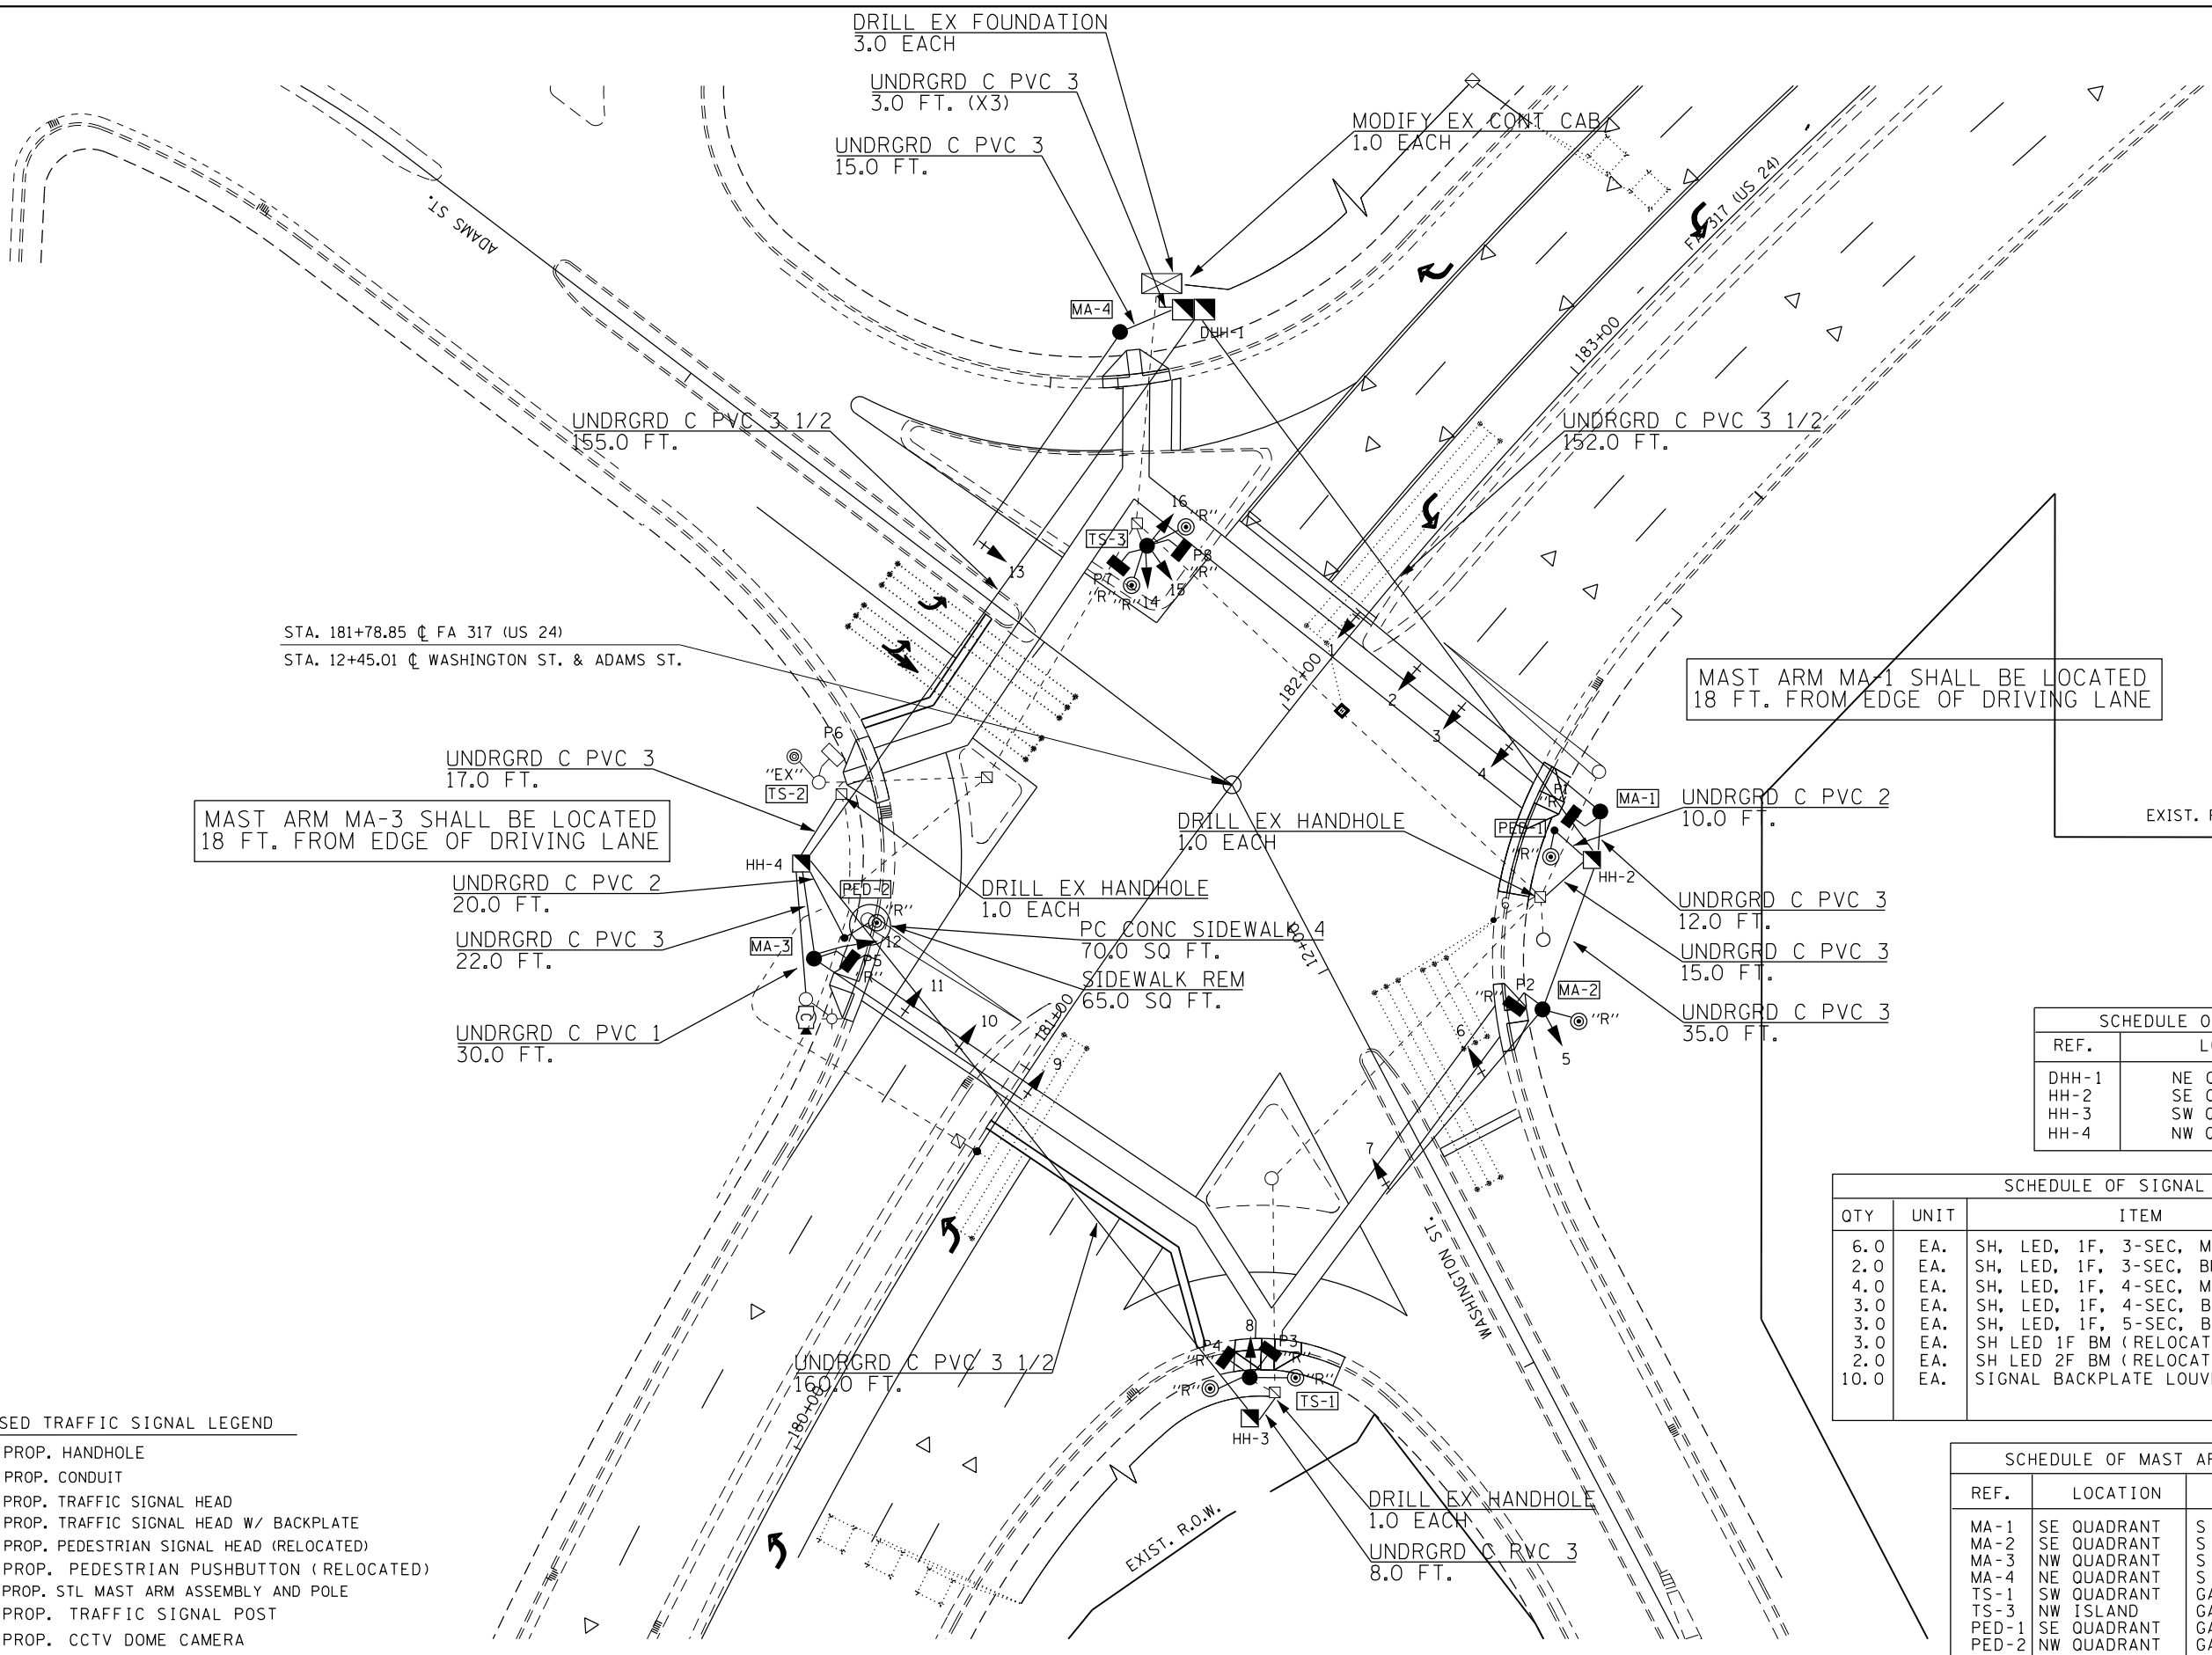 DRILL EX FOUNDATION
3.0 EACH
UNDRGRD C PVC 3
3.0 FT. (X3)
UNDRGRD C PVC 3
15.0 FT.
MODIFY EX CONT CAB
1.0 EACH
ADAMS ST.
FA 317 (US 24)
MA-4
DHH-1
183+00
UNDRGRD C PVC 3 1/2
155.0 FT.
UNDRGRD C PVC 3 1/2
152.0 FT.
16
"R"
TS-3
P8
"R"
P7
"R"
"R"
14
15
13
STA. 181+78.85 ℄ FA 317 (US 24)
STA. 12+45.01 ℄ WASHINGTON ST. & ADAMS ST.
182+00
1
2
3
4
MAST ARM MA-1 SHALL BE LOCATED
18 FT. FROM EDGE OF DRIVING LANE
P6
"EX"
TS-2
UNDRGRD C PVC 3
17.0 FT.
MAST ARM MA-3 SHALL BE LOCATED
18 FT. FROM EDGE OF DRIVING LANE
HH-4
P1
"R"
MA-1
UNDRGRD C PVC 2
10.0 FT.
EXIST.
DRILL EX HANDHOLE
1.0 EACH
PED-1
"R"
HH-2
UNDRGRD C PVC 2
20.0 FT.
PED-2
"R"
DRILL EX HANDHOLE
1.0 EACH
UNDRGRD C PVC 3
12.0 FT.
UNDRGRD C PVC 3
22.0 FT.
MA-3
12
P5
"R"
PC CONC SIDEWALK 4
70.0 SQ FT.
12+00
UNDRGRD C PVC 3
15.0 FT.
SIDEWALK REM
65.0 SQ FT.
11
10
9
181+00
C
UNDRGRD C PVC 1
30.0 FT.
P2
"R"
MA-2
"R"
5
6
7
UNDRGRD C PVC 3
35.0 FT.
SCHEDULE O
REF.
DHH-1 NE
HH-2 SE
HH-3 SW
HH-4 NW
SCHEDULE OF SIGNAL
QTY UNIT ITEM
6.0 EA. SH, LED, 1F, 3-SEC, M
2.0 EA. SH, LED, 1F, 3-SEC, B
4.0 EA. SH, LED, 1F, 4-SEC, M
3.0 EA. SH, LED, 1F, 4-SEC, B
3.0 EA. SH, LED, 1F, 5-SEC, B
3.0 EA. SH LED 1F BM (RELOCAT
2.0 EA. SH LED 2F BM (RELOCAT
10.0 EA. SIGNAL BACKPLATE LOUV
WASHINGTON ST.
8
P4
"R"
P3
"R"
"R"
"R"
TS-1
HH-3
UNDRGRD C PVC 3 1/2
160.0 FT.
180+00
DRILL EX HANDHOLE
1.0 EACH
UNDRGRD C PVC 3
8.0 FT.
EXIST. R.O.W.
SED TRAFFIC SIGNAL LEGEND
PROP. HANDHOLE
PROP. CONDUIT
PROP. TRAFFIC SIGNAL HEAD
PROP. TRAFFIC SIGNAL HEAD W/ BACKPLATE
PROP. PEDESTRIAN SIGNAL HEAD (RELOCATED)
PROP. PEDESTRIAN PUSHBUTTON (RELOCATED)
PROP. STL MAST ARM ASSEMBLY AND POLE
PROP. TRAFFIC SIGNAL POST
PROP. CCTV DOME CAMERA
SCHEDULE OF MAST AR
REF. LOCATION
MA-1 SE QUADRANT S
MA-2 SE QUADRANT S
MA-3 NW QUADRANT S
MA-4 NE QUADRANT S
TS-1 SW QUADRANT GA
TS-3 NW ISLAND GA
PED-1 SE QUADRANT GA
PED-2 NW QUADRANT GA